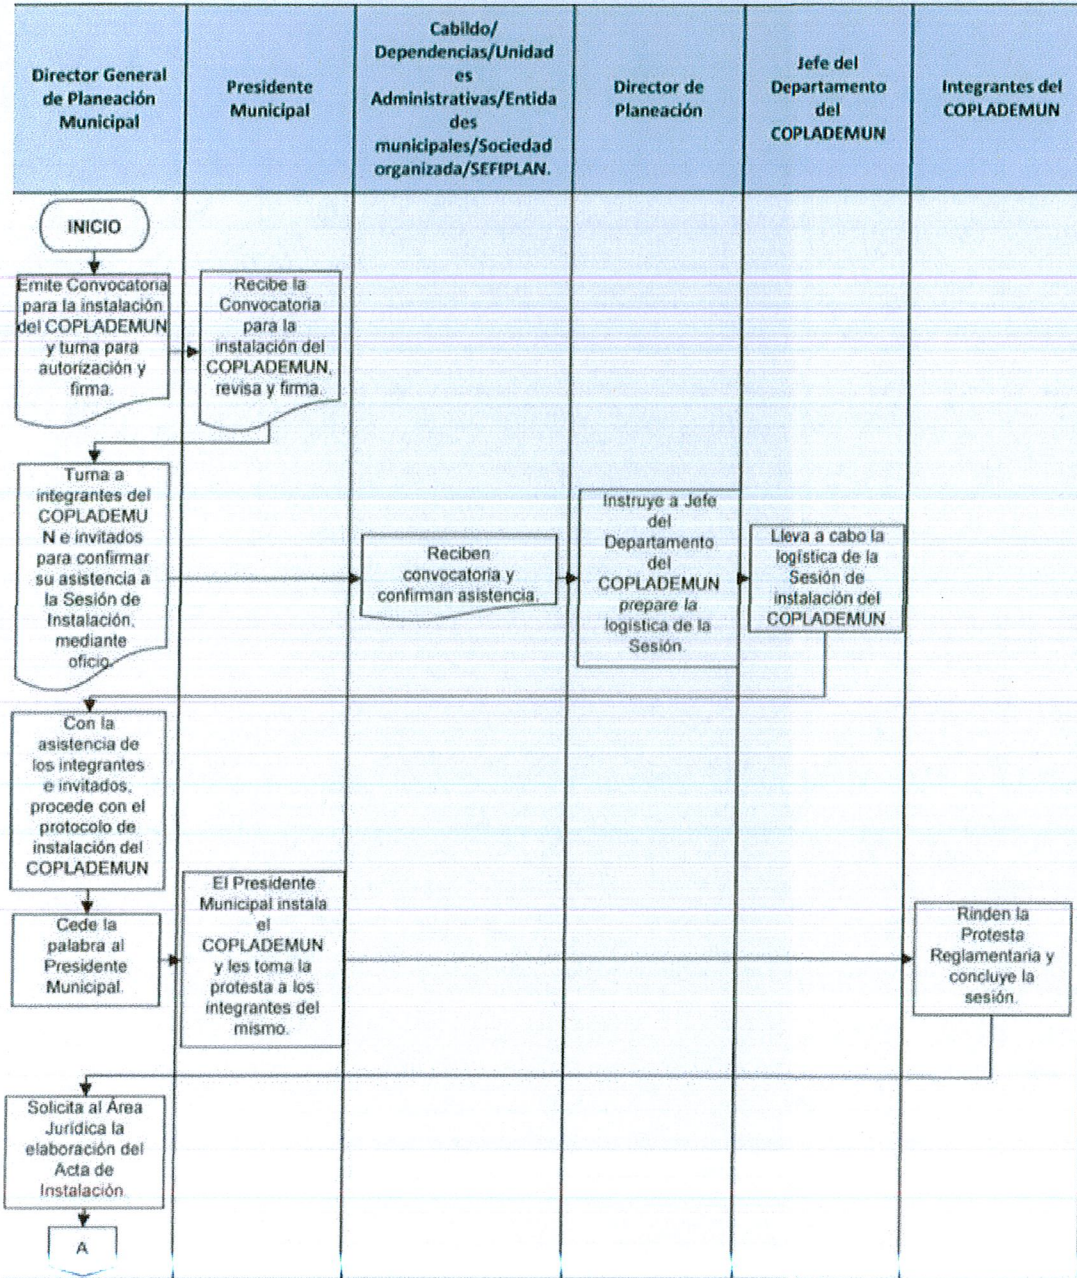 Director General
de Planeación
Municipal
Presidente
Municipal
Cabildo/
Dependencias/Unidad
es
Administrativas/Entida
des
municipales/Sociedad
organizada/SEFIPLAN.
Director de
Planeación
Jefe del
Departamento
del
COPLADEMUN
Integrantes del
COPLADEMUN
INICIO
Emite Convocatoria
para la instalación
del COPLADEMUN
y turna para
autorización y
firma.
Recibe la
Convocatoria
para la
instalación del
COPLADEMUN,
revisa y firma.
Turna a
integrantes del
COPLADEMU
N e invitados
para confirmar
su asistencia a
la Sesión de
Instalación,
mediante
oficio.
Reciben
convocatoria y
confirman asistencia.
Instruye a Jefe
del
Departamento
del
COPLADEMUN
prepare la
logística de la
Sesión.
Lleva a cabo la
logística de la
Sesión de
instalación del
COPLADEMUN
Con la
asistencia de
los integrantes
e invitados,
procede con el
protocolo de
instalación del
COPLADEMUN
Cede la
palabra al
Presidente
Municipal.
El Presidente
Municipal instala
el
COPLADEMUN
y les toma la
protesta a los
integrantes del
mismo.
Rinden la
Protesta
Reglamentaria y
concluye la
sesión.
Solicita al Área
Jurídica la
elaboración del
Acta de
Instalación.
A